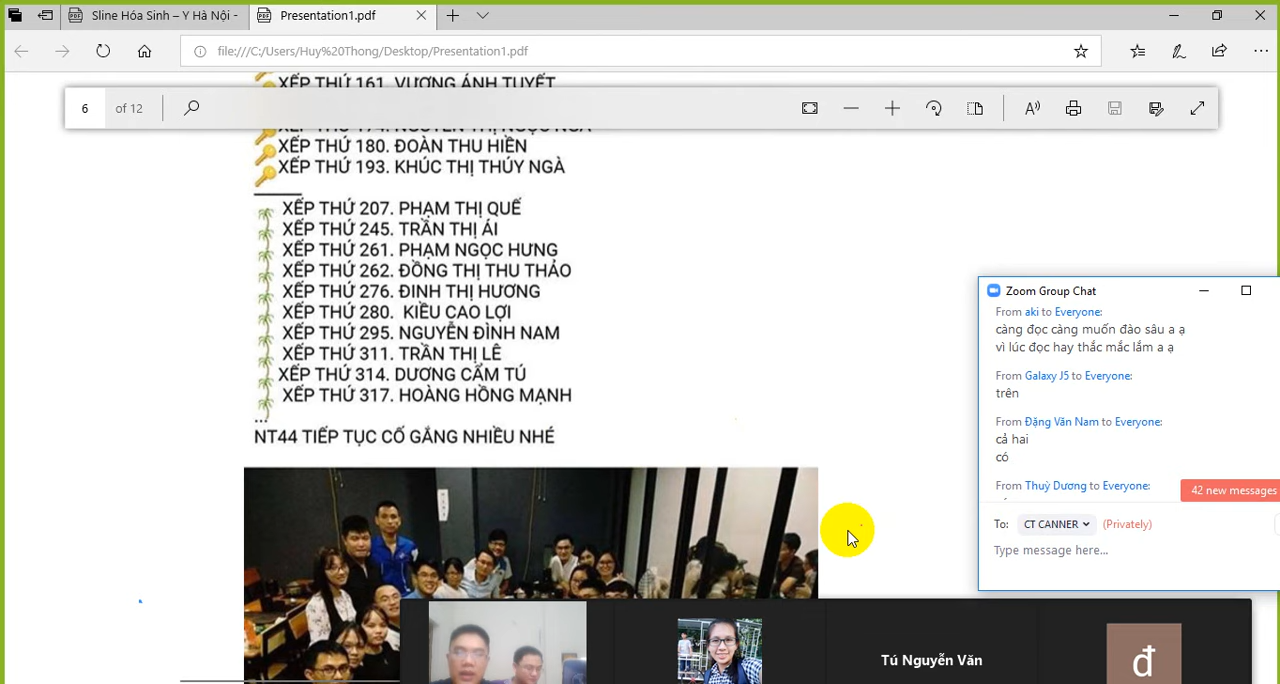 Sline Hóa Sinh – Y Hà Nội -
Presentation1.pdf
file:///C:/Users/Huy%20Thong/Desktop/Presentation1.pdf
XẾP THỨ 161. VƯƠNG ÁNH TUYẾT
6 of 12
XẾP THỨ 174. NGUYỄN THỊ NGỌC NGA
XẾP THỨ 180. ĐOÀN THU HIỀN
XẾP THỨ 193. KHÚC THỊ THÚY NGÀ
XẾP THỨ 207. PHẠM THỊ QUẾ
XẾP THỨ 245. TRẦN THỊ ÁI
XẾP THỨ 261. PHẠM NGỌC HƯNG
XẾP THỨ 262. ĐỒNG THỊ THU THẢO
XẾP THỨ 276. ĐINH THỊ HƯƠNG
XẾP THỨ 280. KIỀU CAO LỢI
XẾP THỨ 295. NGUYỄN ĐÌNH NAM
XẾP THỨ 311. TRẦN THỊ LÊ
XẾP THỨ 314. DƯƠNG CẨM TÚ
XẾP THỨ 317. HOÀNG HỒNG MẠNH
...
NT44 TIẾP TỤC CỐ GẮNG NHIỀU NHÉ
Zoom Group Chat
From aki to Everyone:
càng đọc càng muốn đào sâu a ạ
vì lúc đọc hay thắc mắc lắm a ạ
From Galaxy J5 to Everyone:
trên
From Đặng Văn Nam to Everyone:
cả hai
có
From Thuỳ Dương to Everyone:
42 new messages
To: CT CANNER (Privately)
Type message here...
Tú Nguyễn Văn
đ